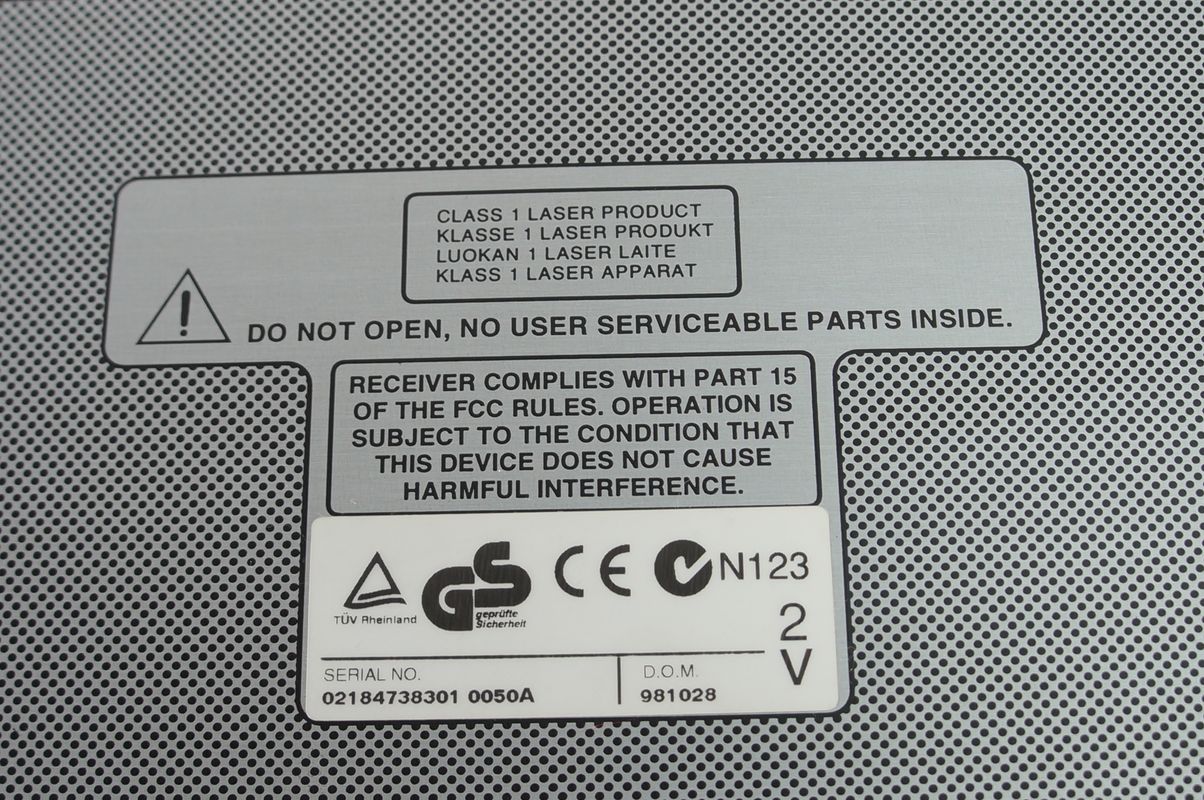 CLASS 1 LASER PRODUCT
KLASSE 1 LASER PRODUKT
LUOKAN 1 LASER LAITE
KLASS 1 LASER APPARAT
!
DO NOT OPEN, NO USER SERVICEABLE PARTS INSIDE.
RECEIVER COMPLIES WITH PART 15
OF THE FCC RULES. OPERATION IS
SUBJECT TO THE CONDITION THAT
THIS DEVICE DOES NOT CAUSE
HARMFUL INTERFERENCE.
TÜV Rheinland
GS
geprüfte
Sicherheit
CE
N123
2
V
SERIAL NO.
02184738301 0050A
D.O.M.
981028